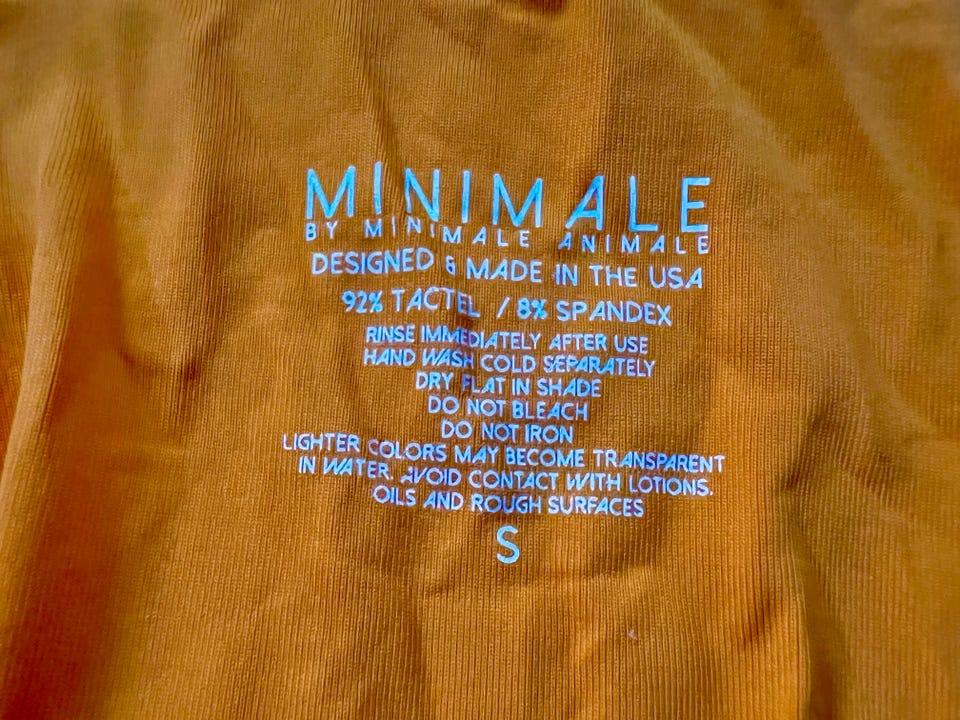 MINIMALE
BY MINIMALE ANIMALE
DESIGNED & MADE IN THE USA
92% TACTEL / 8% SPANDEX
RINSE IMMEDIATELY AFTER USE
HAND WASH COLD SEPARATELY
DRY FLAT IN SHADE
DO NOT BLEACH
DO NOT IRON
LIGHTER COLORS MAY BECOME TRANSPARENT
IN WATER. AVOID CONTACT WITH LOTIONS.
OILS AND ROUGH SURFACES
S